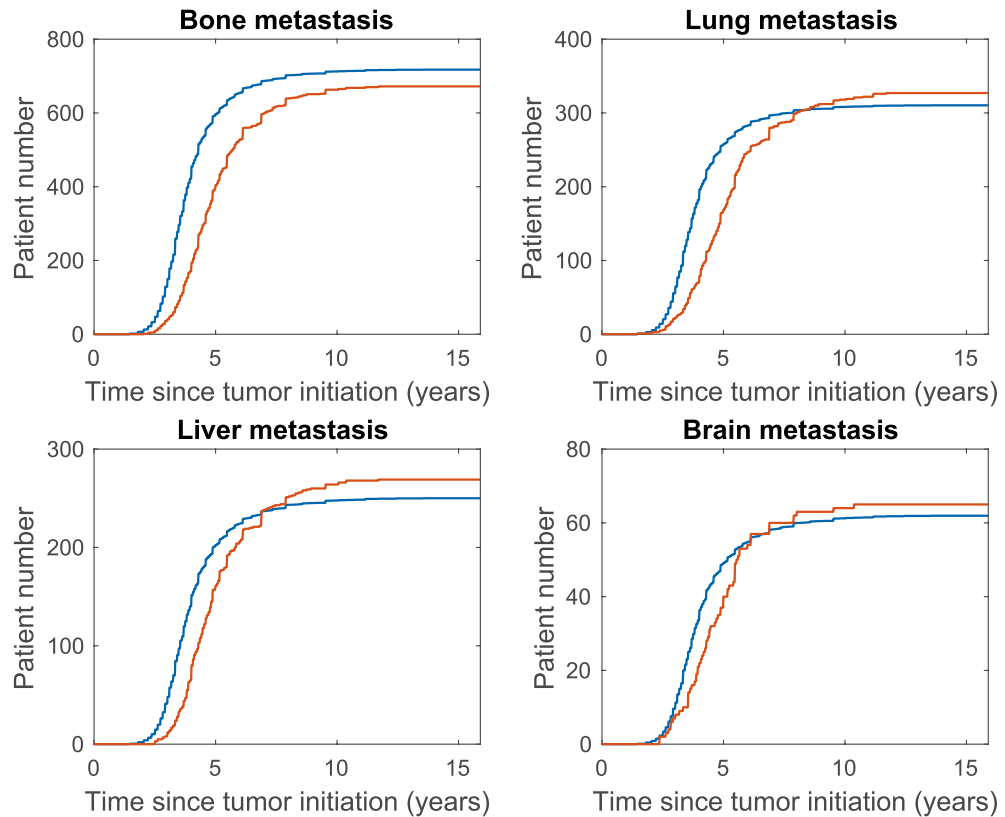 Bone metastasis
800
600
400
200
0
Patient number
0 5 10 15
Time since tumor initiation (years)
Lung metastasis
400
300
200
100
0
Patient number
0 5 10 15
Time since tumor initiation (years)
Liver metastasis
300
200
100
0
Patient number
0 5 10 15
Time since tumor initiation (years)
Brain metastasis
80
60
40
20
0
Patient number
0 5 10 15
Time since tumor initiation (years)